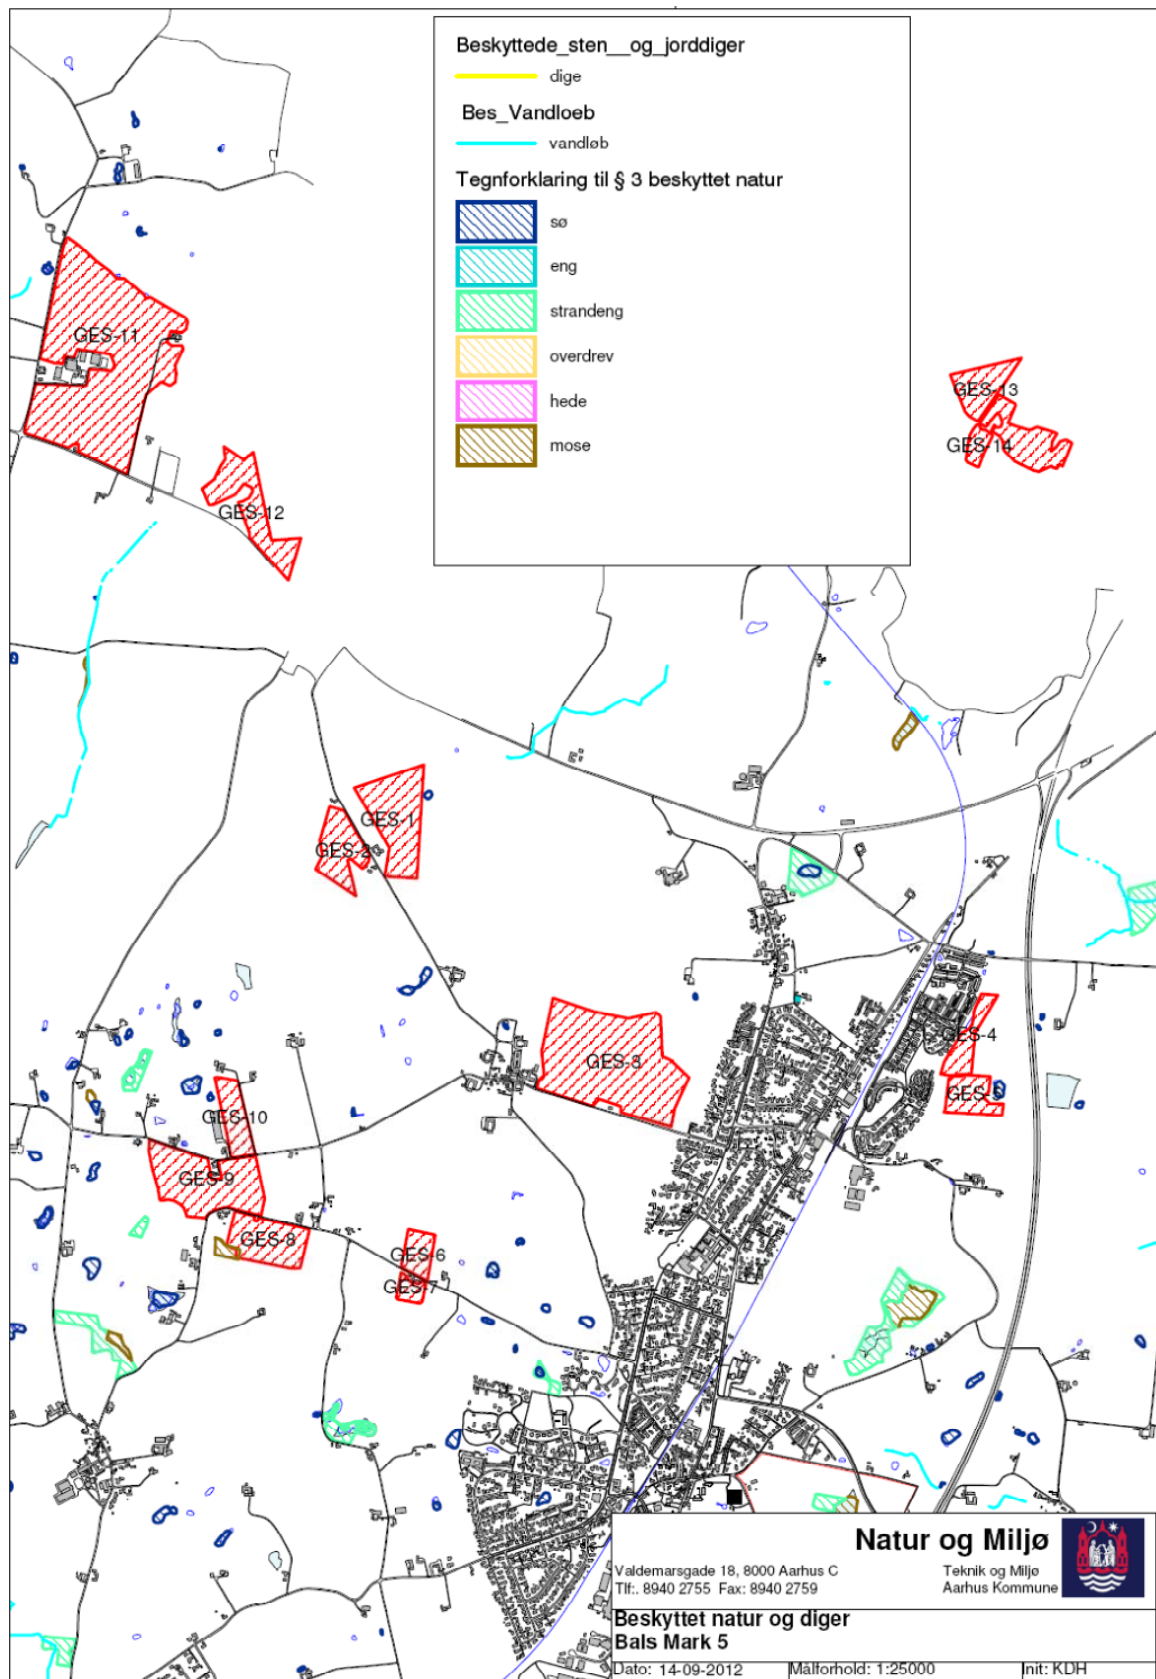 Beskyttede_sten__og_jorddiger
dige
Bes_Vandloeb
vandløb
Tegnforklaring til § 3 beskyttet natur
sø
eng
strandeng
overdrev
hede
mose
GES-11
GES-13
GES-14
GES-12
GES-1
GES-2
GES-3
GES-4
GES-5
GES-10
GES-9
GES-8
GES-6
GES-7
Natur og Miljø
Valdemarsgade 18, 8000 Aarhus C
Tlf.: 8940 2755 Fax: 8940 2759
Teknik og Miljø
Aarhus Kommune
Beskyttet natur og diger
Bals Mark 5
Dato: 14-09-2012
Målforhold: 1:25000
Init: KDH